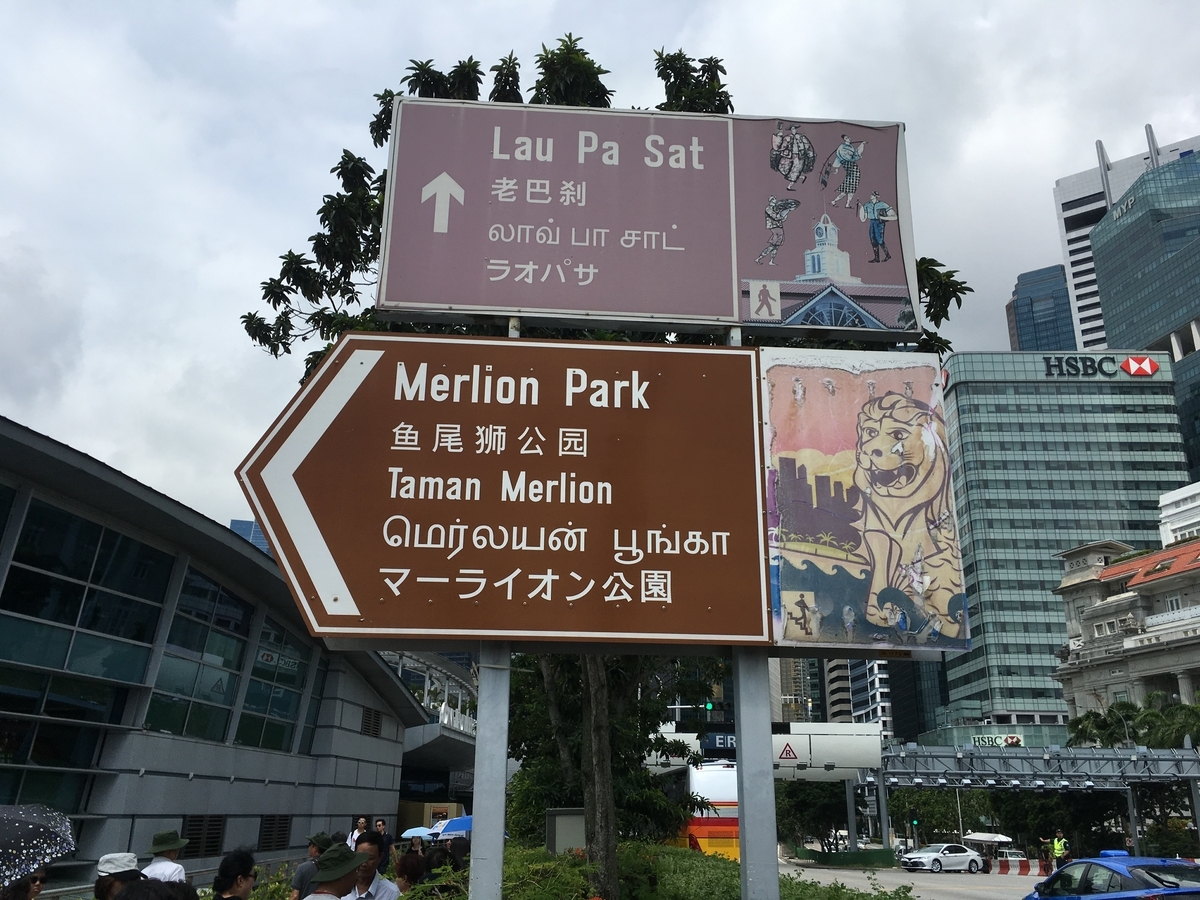 Lau Pa Sat
老巴刹
லாவ் பா சாட்
ラオパサ
Merlion Park
鱼尾狮公园
Taman Merlion
மெர்லயன் பூங்கா
マーライオン公園
MYP
HSBC
HSBC
ER
R